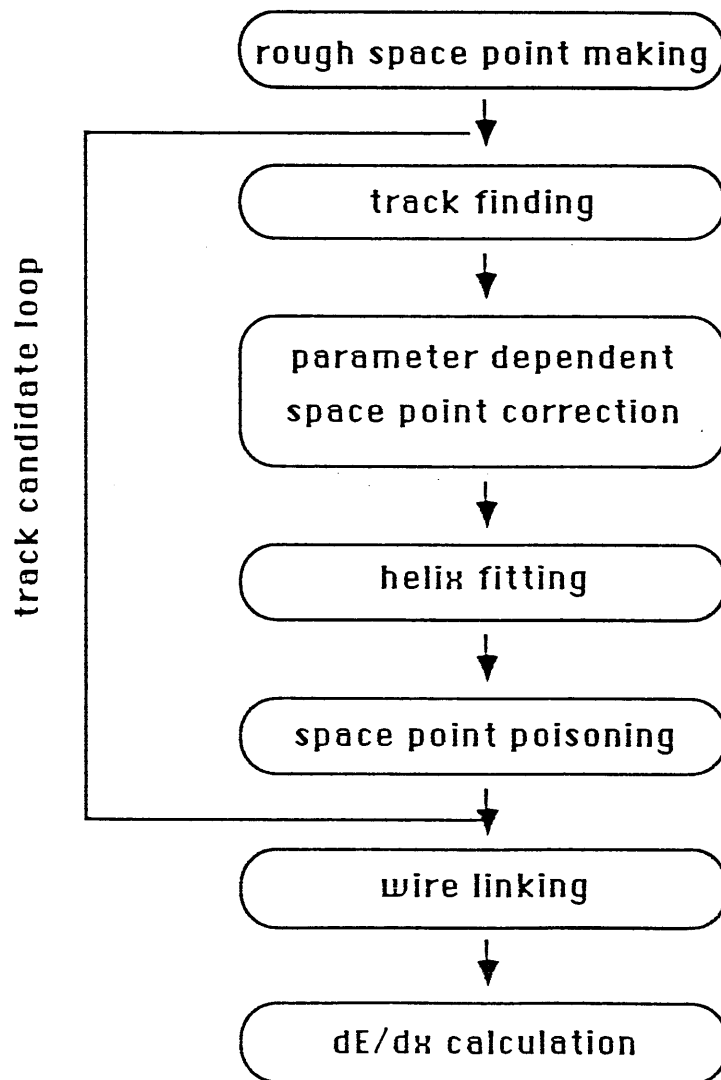 rough space point making
track finding
parameter dependent
space point correction
helix fitting
space point poisoning
wire linking
dE/dx calculation
track candidate loop